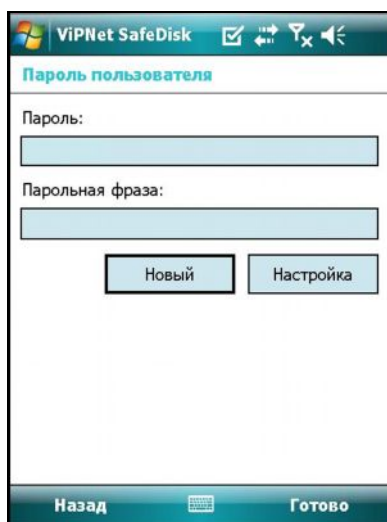 ViPNet SafeDisk
Пароль пользователя
Пароль:
Парольная фраза:
Новый Настройка
Назад Готово